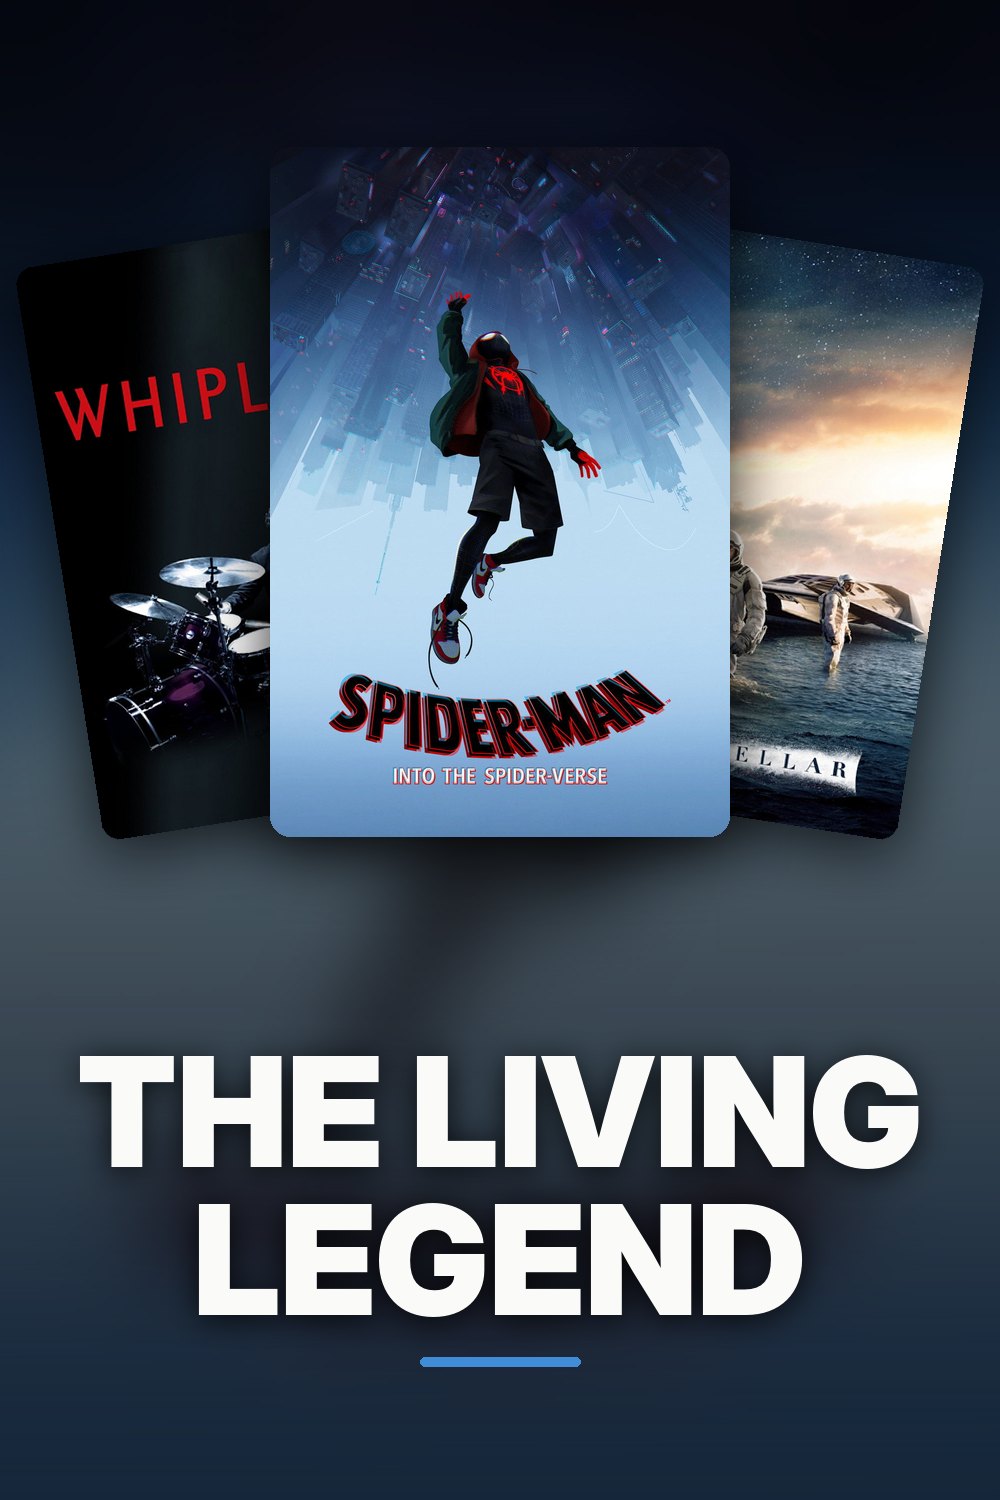 WHIPL
SPIDER-MAN
INTO THE SPIDER-VERSE
ELLAR
THE LIVING
LEGEND